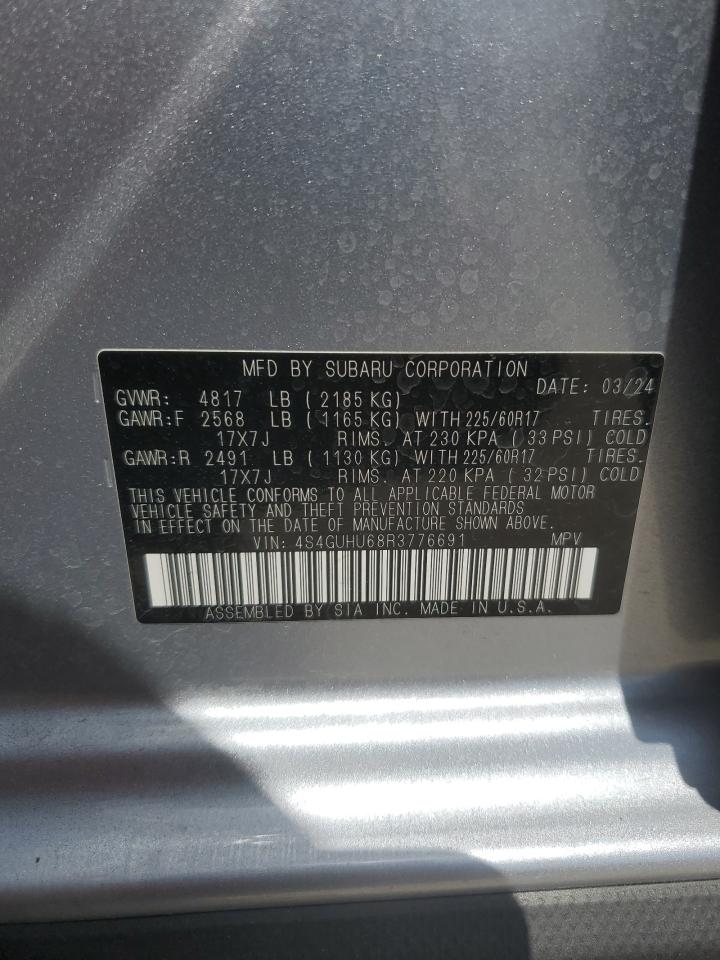 MFD BY SUBARU CORPORATION
DATE: 03/24
GVWR: 4817 LB (2185 KG)
GAWR:F 2568 LB (1165 KG) WITH 225/60R17 TIRES.
17X7J RIMS. AT 230 KPA (33 PSI) COLD
GAWR:R 2491 LB (1130 KG) WITH 225/60R17 TIRES.
17X7J RIMS. AT 220 KPA (32 PSI) COLD
THIS VEHICLE CONFORMS TO ALL APPLICABLE FEDERAL MOTOR
VEHICLE SAFETY AND THEFT PREVENTION STANDARDS
IN EFFECT ON THE DATE OF MANUFACTURE SHOWN ABOVE.
VIN: 4S4GUHU68R3776691 MPV
ASSEMBLED BY SIA INC. MADE IN U.S.A.